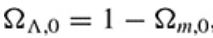 Ω_{Λ,0} = 1 − Ω_{m,0},